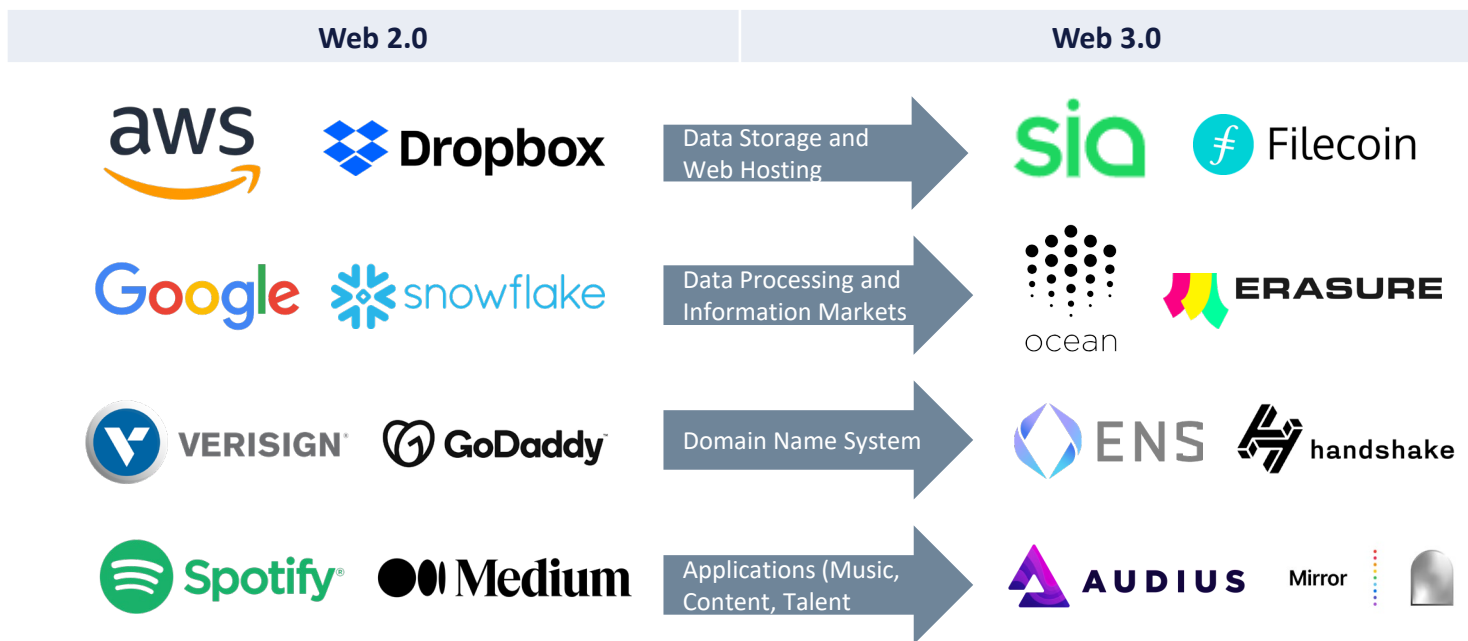 Web 2.0
Web 3.0
aws
Dropbox
Data Storage and
Web Hosting
sia
Filecoin
Google
snowflake
Data Processing and
Information Markets
ocean
ERASURE
VERISIGN®
GoDaddy™
Domain Name System
ENS
handshake
Spotify®
Medium
Applications (Music,
Content, Talent
AUDIUS
Mirror